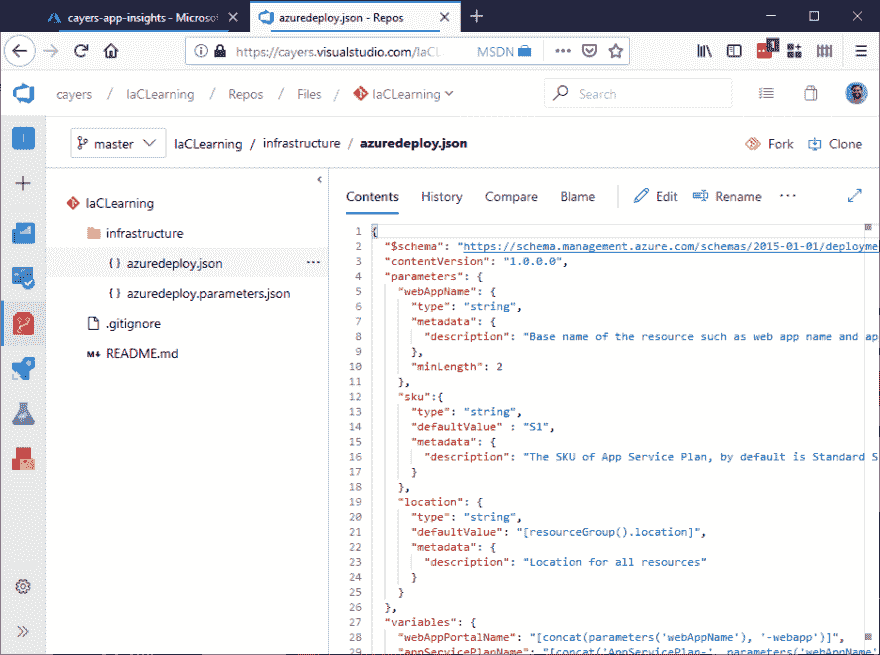 cayers-app-insights - Microsof
azuredeploy.json - Repos
https://cayers.visualstudio.com/IaCL
MSDN
cayers / IaCLearning / Repos / Files / IaCLearning
Search
master
IaCLearning / infrastructure / azuredeploy.json
Fork
Clone
IaCLearning
infrastructure
{ } azuredeploy.json
{ } azuredeploy.parameters.json
.gitignore
M↓ README.md
Contents History Compare Blame Edit Rename
1 {
2 "$schema": "https://schema.management.azure.com/schemas/2015-01-01/deployme
3 "contentVersion": "1.0.0.0",
4 "parameters": {
5 "webAppName": {
6 "type": "string",
7 "metadata": {
8 "description": "Base name of the resource such as web app name and ap
9 },
10 "minLength": 2
11 },
12 "sku":{
13 "type": "string",
14 "defaultValue" : "S1",
15 "metadata": {
16 "description": "The SKU of App Service Plan, by default is Standard S
17 }
18 },
19 "location": {
20 "type": "string",
21 "defaultValue": "[resourceGroup().location]",
22 "metadata": {
23 "description": "Location for all resources"
24 }
25 }
26 },
27 "variables": {
28 "webAppPortalName": "[concat(parameters('webAppName'), '-webapp')]",
29 "appServicePlanName": "[concat('AppServicePlan-', parameters('webAppName'